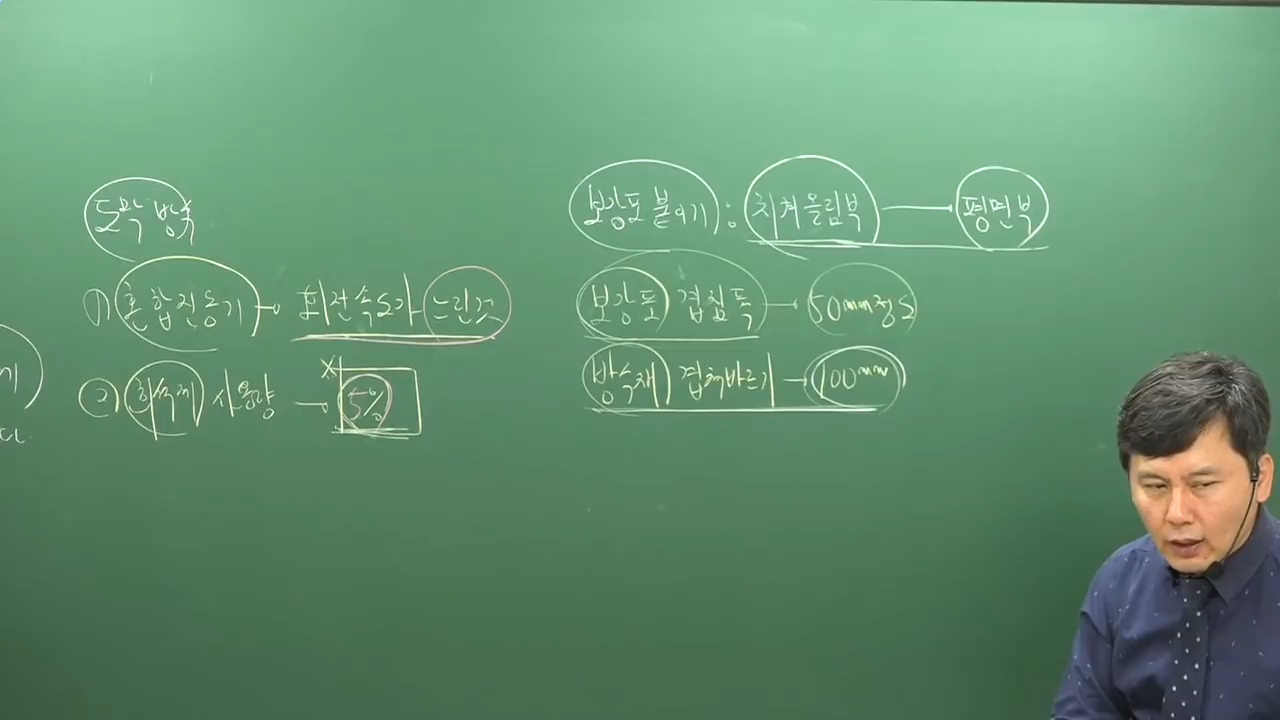 도막 방수
① 혼합전동기 → 회전속도가 느린것
② 희석제 사용량 → 5%
보강포 붙이기 : 치켜올림부 → 평면부
보강포 겹침폭 → 50mm정도
방수재 겹쳐바르기 → 100mm